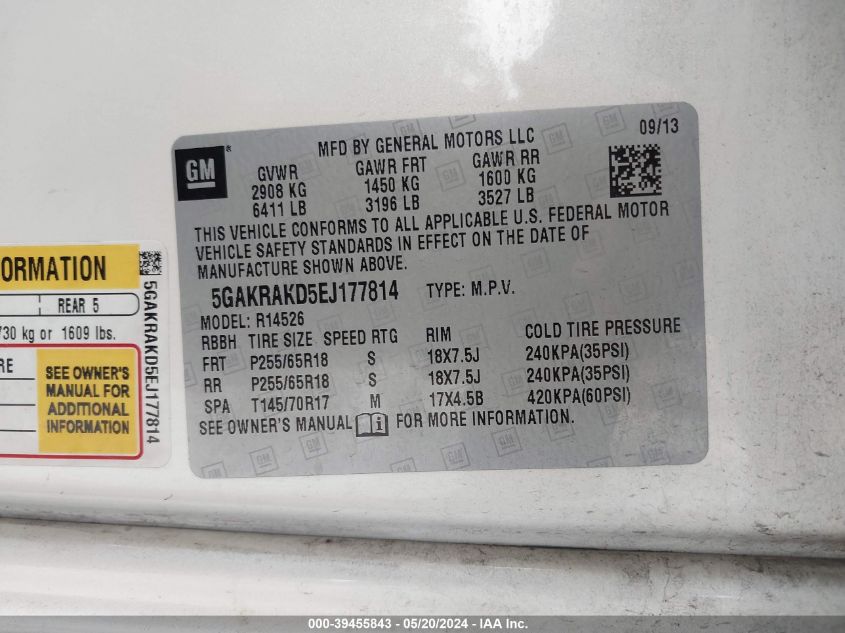 MFD BY GENERAL MOTORS LLC
09/13
GM®
GVWR GAWR FRT GAWR RR
2908 KG 1450 KG 1600 KG
6411 LB 3196 LB 3527 LB
THIS VEHICLE CONFORMS TO ALL APPLICABLE U.S. FEDERAL MOTOR
VEHICLE SAFETY STANDARDS IN EFFECT ON THE DATE OF
MANUFACTURE SHOWN ABOVE.
5GAKRAKD5EJ177814 TYPE: M.P.V.
MODEL: R14526
RBBH TIRE SIZE SPEED RTG RIM COLD TIRE PRESSURE
FRT P255/65R18 S 18X7.5J 240KPA(35PSI)
RR P255/65R18 S 18X7.5J 240KPA(35PSI)
SPA T145/70R17 M 17X4.5B 420KPA(60PSI)
SEE OWNER'S MANUAL FOR MORE INFORMATION.
ORMATION
REAR 5
730 kg or 1609 lbs.
RE
SEE OWNER'S
MANUAL FOR
ADDITIONAL
INFORMATION
5GAKRAKD5EJ177814
000-39455843 - 05/20/2024 - IAA Inc.